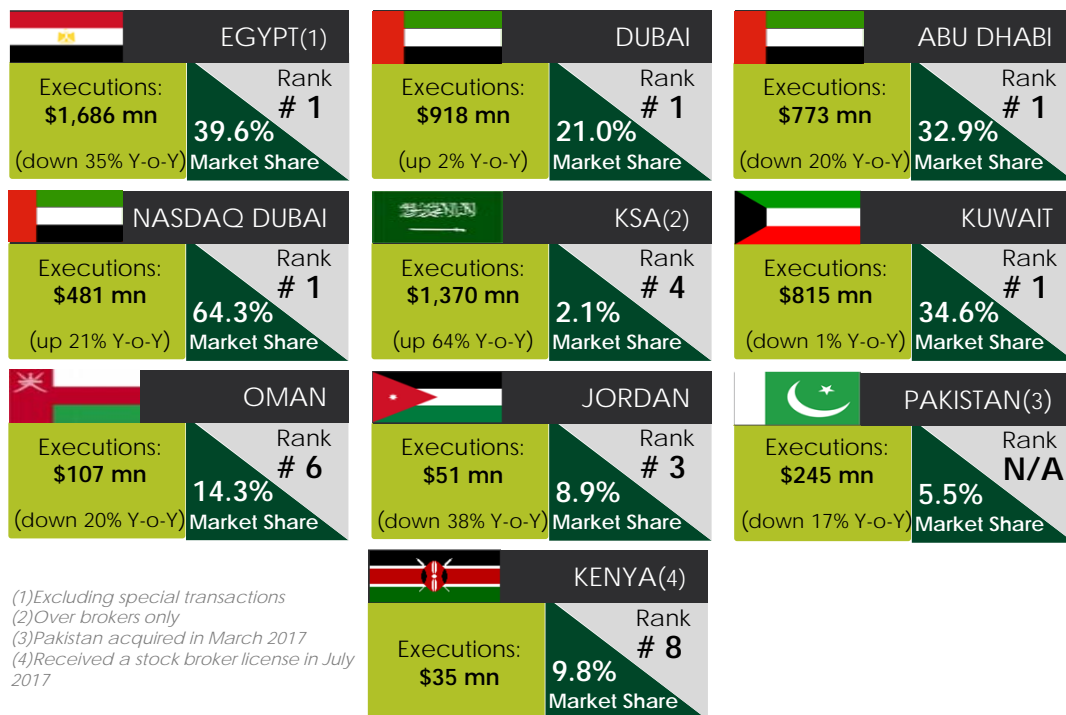 EGYPT(1)
Executions:
$1,686 mn
(down 35% Y-o-Y)
Rank
# 1
39.6%
Market Share
DUBAI
Executions:
$918 mn
(up 2% Y-o-Y)
Rank
# 1
21.0%
Market Share
ABU DHABI
Executions:
$773 mn
(down 20% Y-o-Y)
Rank
# 1
32.9%
Market Share
NASDAQ DUBAI
Executions:
$481 mn
(up 21% Y-o-Y)
Rank
# 1
64.3%
Market Share
KSA(2)
Executions:
$1,370 mn
(up 64% Y-o-Y)
Rank
# 4
2.1%
Market Share
KUWAIT
Executions:
$815 mn
(down 1% Y-o-Y)
Rank
# 1
34.6%
Market Share
OMAN
Executions:
$107 mn
(down 20% Y-o-Y)
Rank
# 6
14.3%
Market Share
JORDAN
Executions:
$51 mn
(down 38% Y-o-Y)
Rank
# 3
8.9%
Market Share
PAKISTAN(3)
Executions:
$245 mn
(down 17% Y-o-Y)
Rank
N/A
5.5%
Market Share
KENYA(4)
Executions:
$35 mn
Rank
# 8
9.8%
Market Share
(1)Excluding special transactions
(2)Over brokers only
(3)Pakistan acquired in March 2017
(4)Received a stock broker license in July
2017